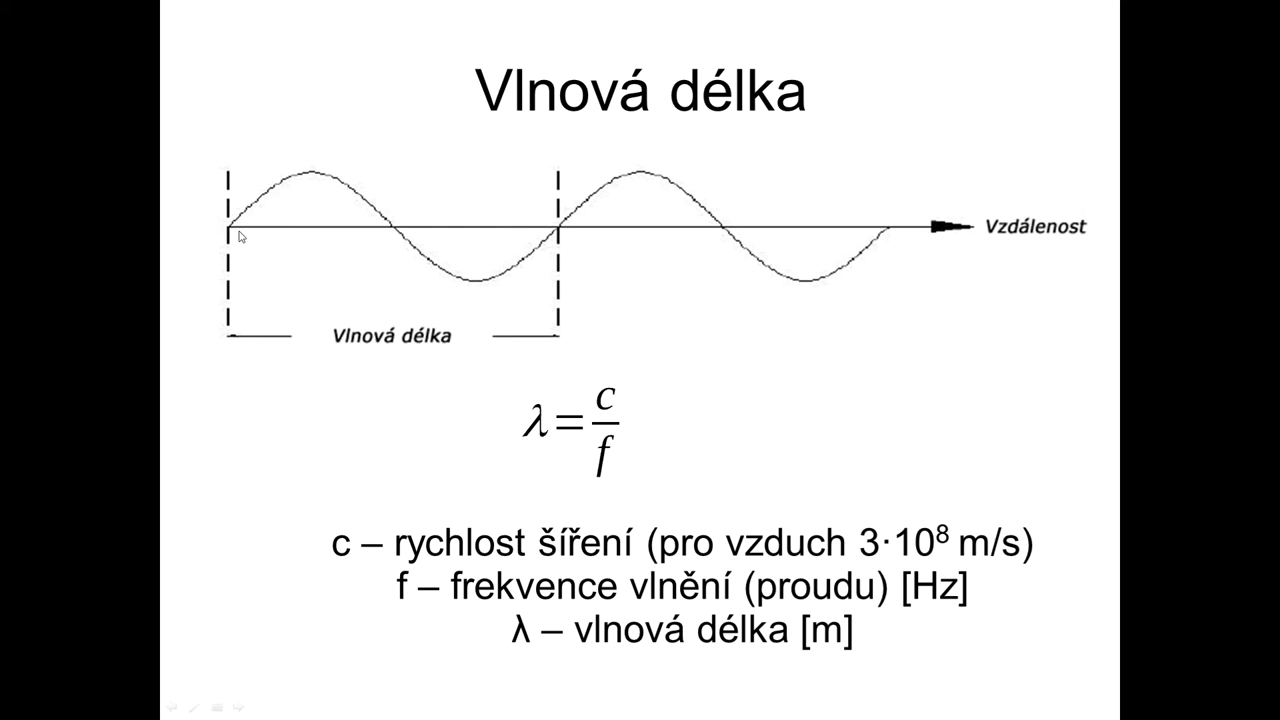 Vlnová délka
Vzdálenost
Vlnová délka
λ = c/f
c – rychlost šíření (pro vzduch 3·10⁸ m/s)
f – frekvence vlnění (proudu) [Hz]
λ – vlnová délka [m]